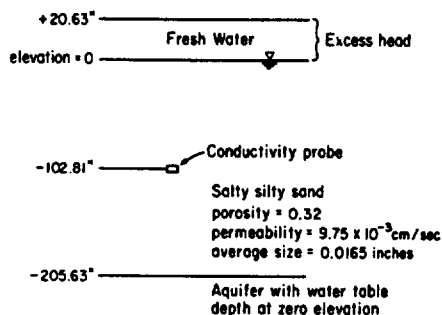 +20.63"
Fresh Water
Excess head
elevation = 0
-102.81"
Conductivity probe
Salty silty sand
porosity = 0.32
permeability = 9.75 x 10⁻³cm/sec
average size = 0.0165 inches
-205.63"
Aquifer with water table
depth at zero elevation